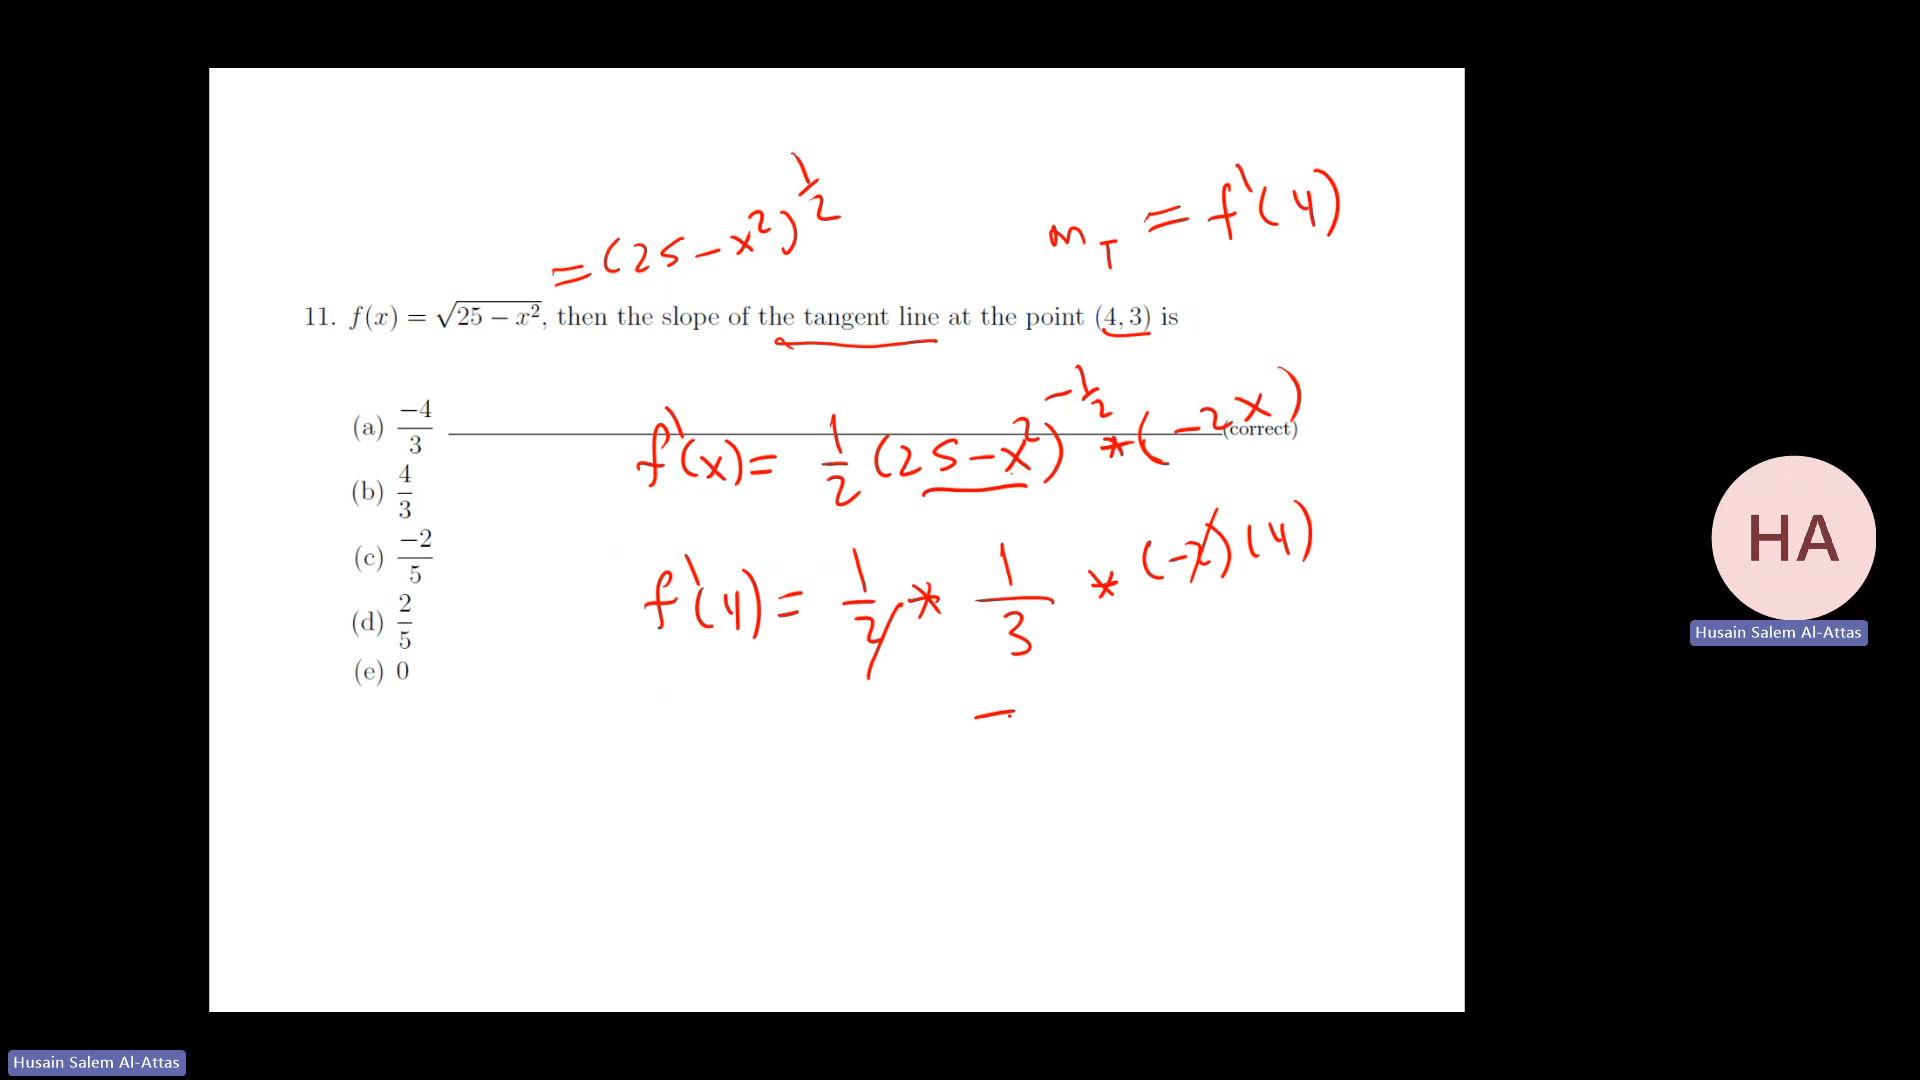 = (25 - x²)^(1/2)
m_T = f'(4)
11. f(x) = √(25 − x²), then the slope of the tangent line at the point (4, 3) is
(a) −4/3 (correct)
f'(x) = 1/2 (25 - x²)^(-1/2) * (-2x)
(b) 4/3
(c) −2/5
f'(4) = 1/2 * 1/3 * (-2)(4)
(d) 2/5
(e) 0
—
HA
Husain Salem Al-Attas
Husain Salem Al-Attas